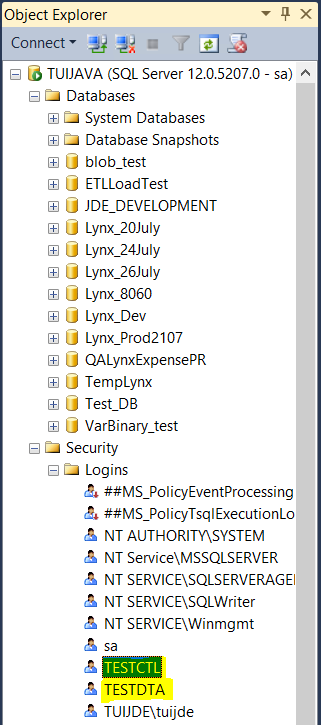 Object Explorer
Connect
TUIJAVA (SQL Server 12.0.5207.0 - sa)
Databases
System Databases
Database Snapshots
blob_test
ETLLoadTest
JDE_DEVELOPMENT
Lynx_20July
Lynx_24July
Lynx_26July
Lynx_8060
Lynx_Dev
Lynx_Prod2107
QALynxExpensePR
TempLynx
Test_DB
VarBinary_test
Security
Logins
##MS_PolicyEventProcessing
##MS_PolicyTsqlExecutionLo
NT AUTHORITY\SYSTEM
NT Service\MSSQLSERVER
NT SERVICE\SQLSERVERAGE
NT SERVICE\SQLWriter
NT SERVICE\Winmgmt
sa
TESTCTL
TESTDTA
TUIJDE\tuijde